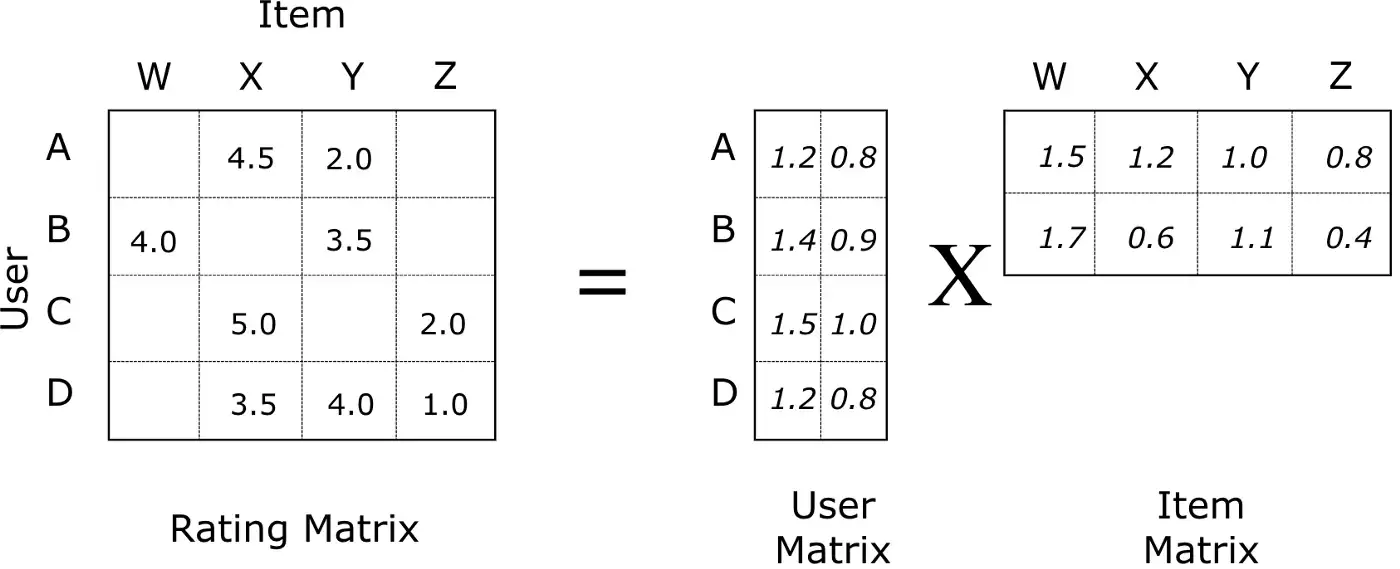 Item
W X Y Z W X Y Z
A 4.5 2.0 A 1.2 0.8 1.5 1.2 1.0 0.8
B 4.0 3.5 B 1.4 0.9 1.7 0.6 1.1 0.4
User = X
C 5.0 2.0 C 1.5 1.0
D 3.5 4.0 1.0 D 1.2 0.8
Rating Matrix
User
Matrix
Item
Matrix